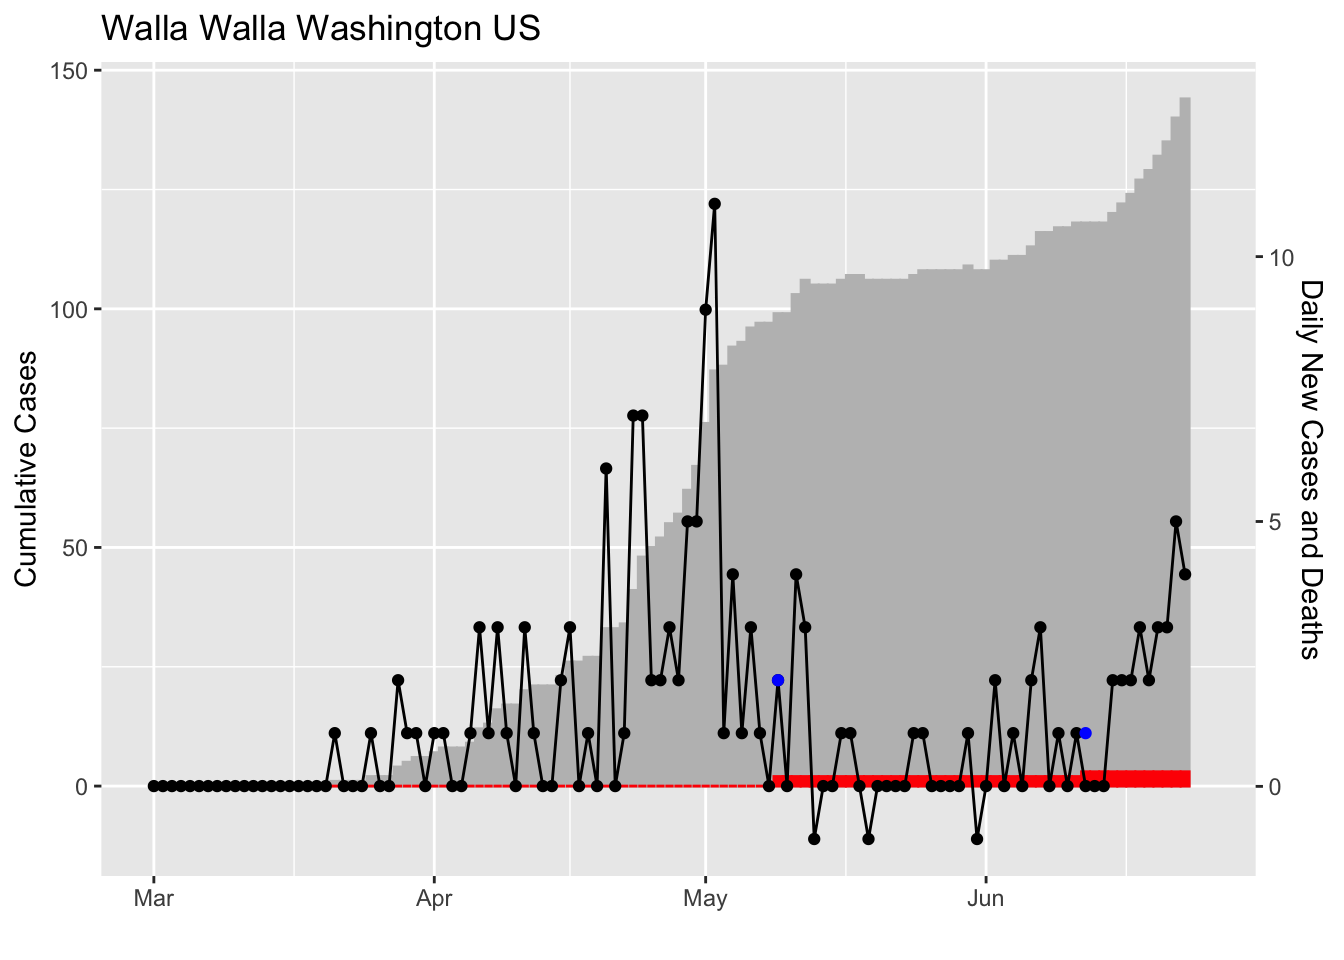 Walla Walla Washington US
150
100
50
0
Cumulative Cases
10
5
0
Daily New Cases and Deaths
Mar
Apr
May
Jun